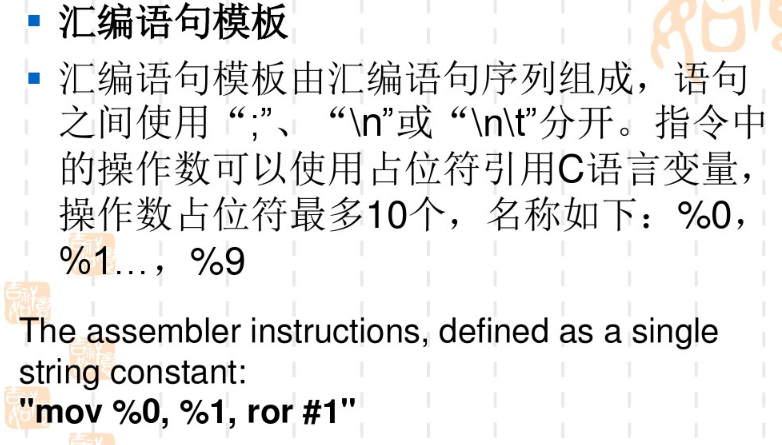 汇编语句模板
汇编语句模板由汇编语句序列组成，语句
之间使用“;”、“\n”或“\n\t”分开。指令中
的操作数可以使用占位符引用C语言变量，
操作数占位符最多10个，名称如下：%0，
%1…，%9
The assembler instructions, defined as a single
string constant:
"mov %0, %1, ror #1"